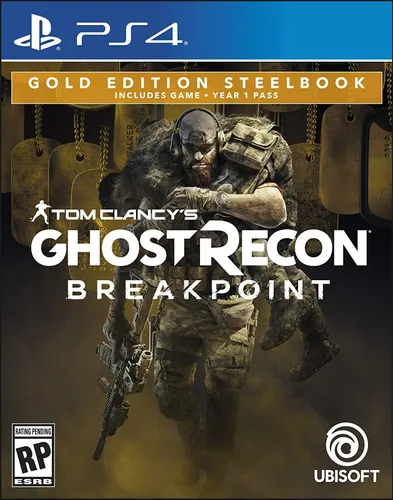 PS4
GOLD EDITION STEELBOOK
INCLUDES GAME • YEAR 1 PASS
TOM CLANCY'S
GHOST RECON
BREAKPOINT
RATING PENDING
RP
ESRB
UBISOFT